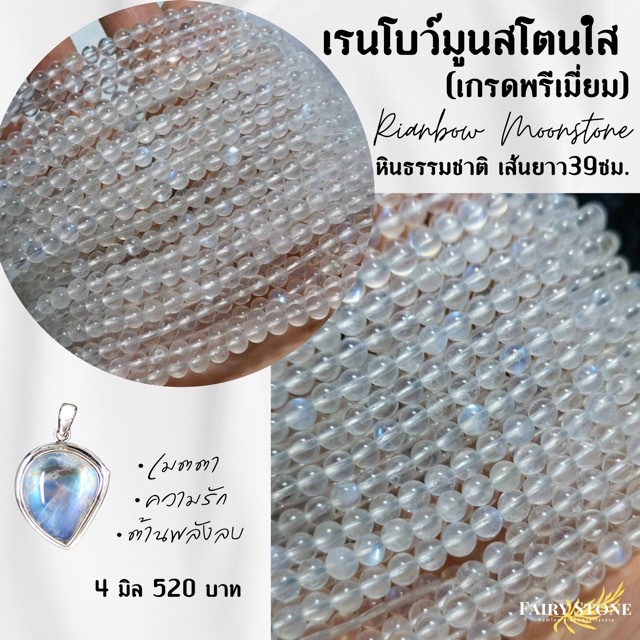 เรนโบว์มูนสโตนใส
(เกรดพรีเมี่ยม)
Rianbow Moonstone
หินธรรมชาติ เส้นยาว39ซม.
• เมตตา
• ความรัก
• ต้านพลังลบ
4 มิล 520 บาท
FAIRY STONE